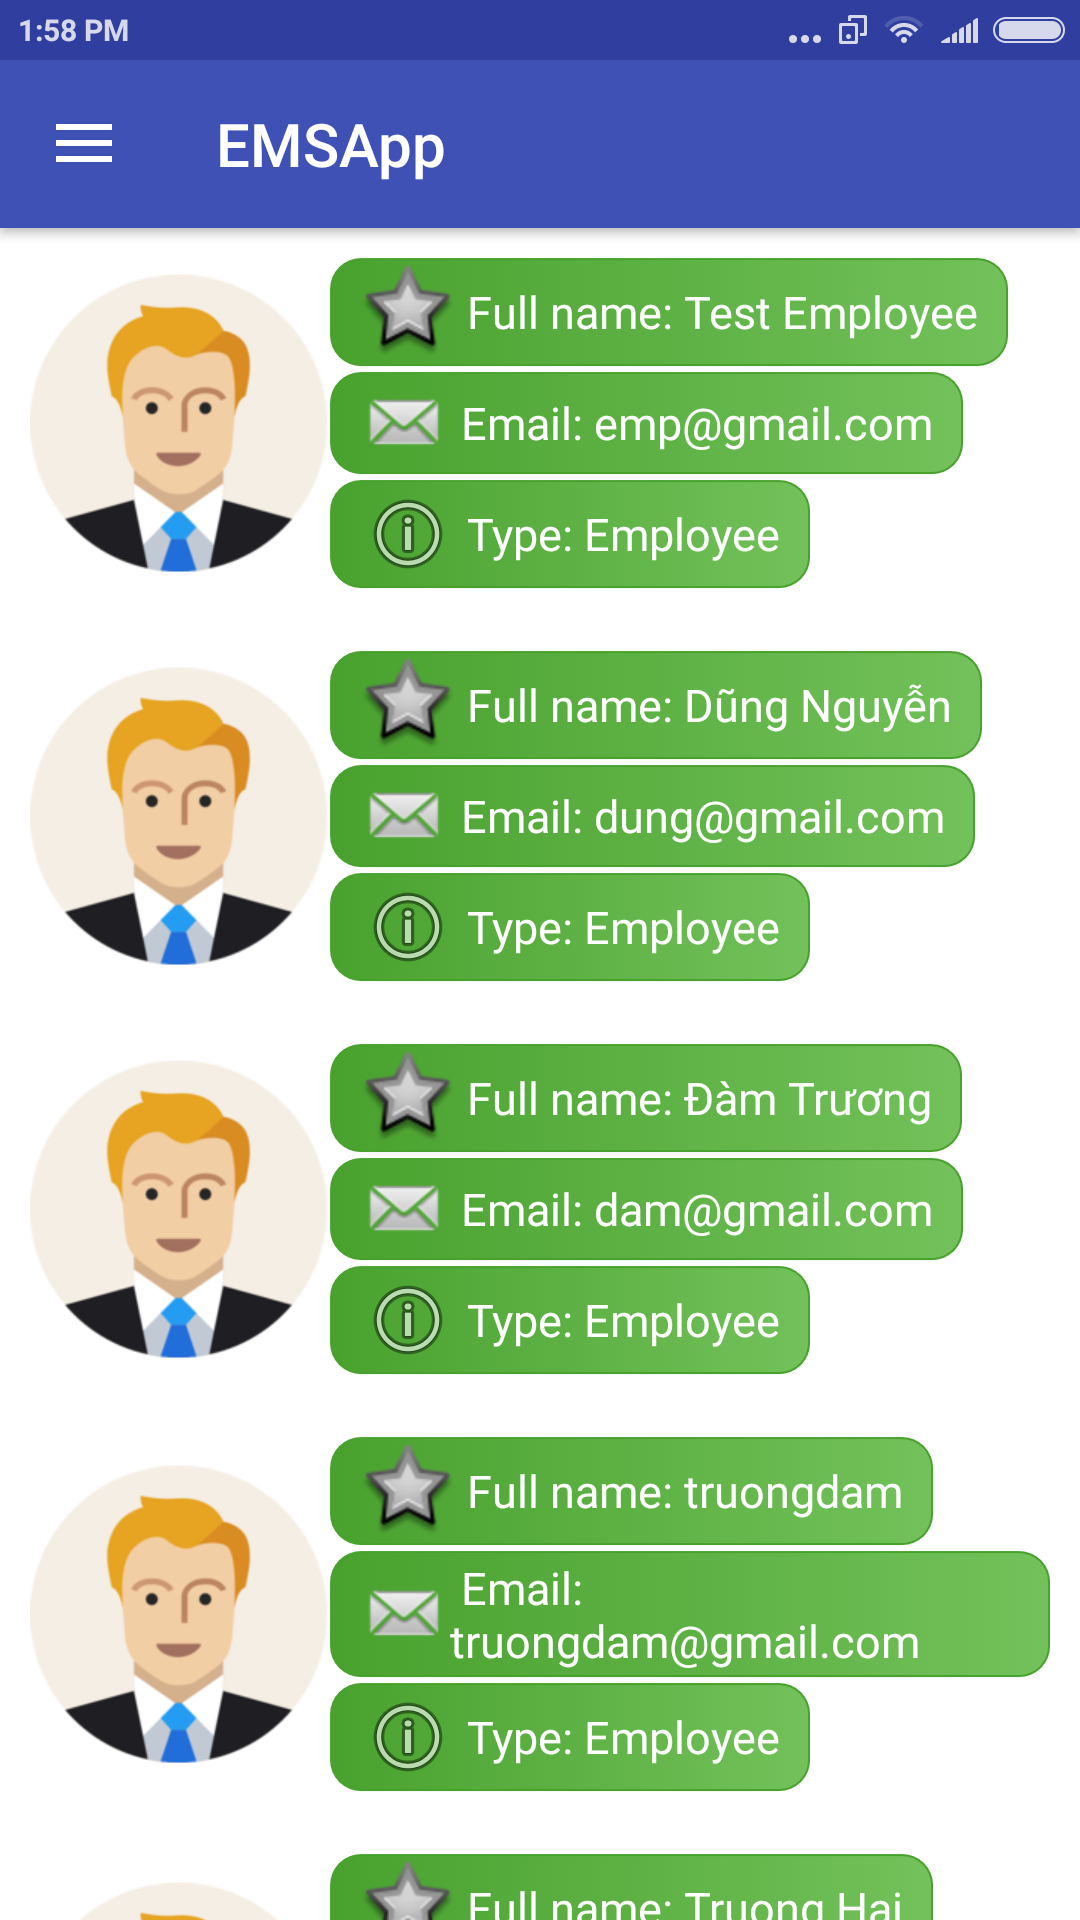 1:58 PM
EMSApp
Full name: Test Employee
Email: emp@gmail.com
Type: Employee
Full name: Dũng Nguyễn
Email: dung@gmail.com
Type: Employee
Full name: Đàm Trương
Email: dam@gmail.com
Type: Employee
Full name: truongdam
Email:
truongdam@gmail.com
Type: Employee
Full name: Truong Hai